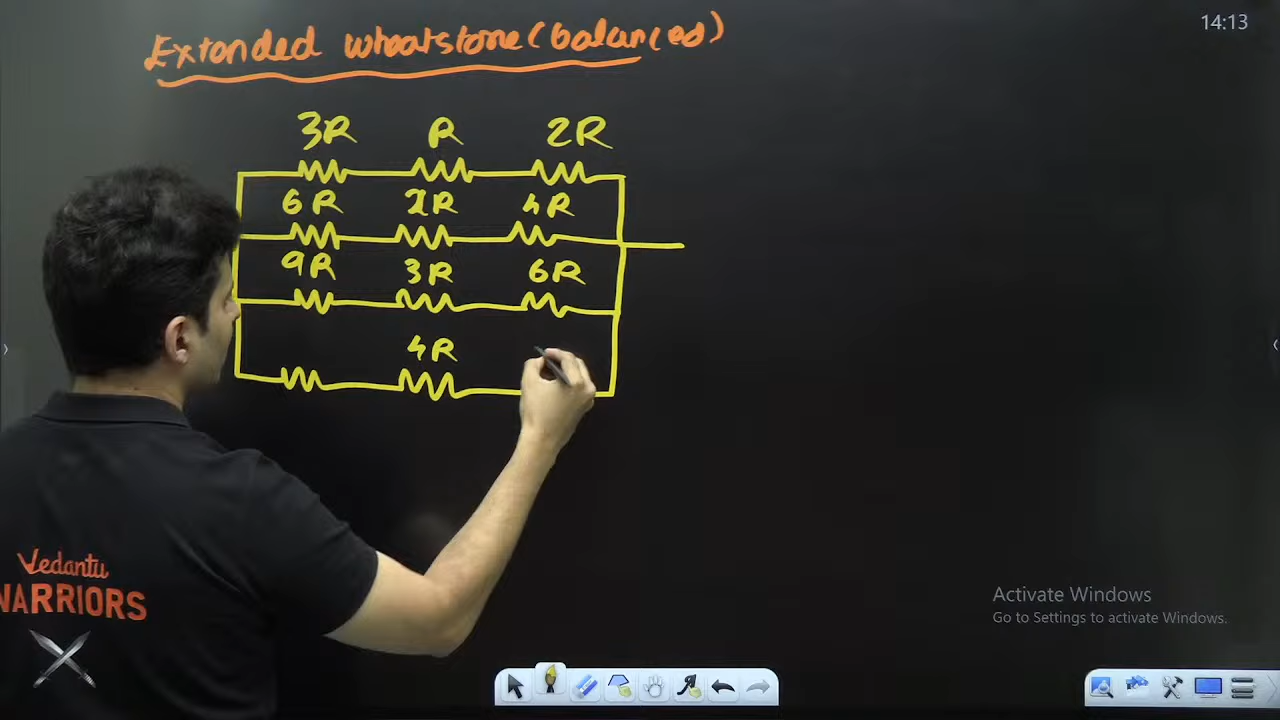 14:13
Extended wheatstone (balanced)
3R R 2R
6R 2R 4R
9R 3R 6R
4R
Vedantu
WARRIORS
Activate Windows
Go to Settings to activate Windows.